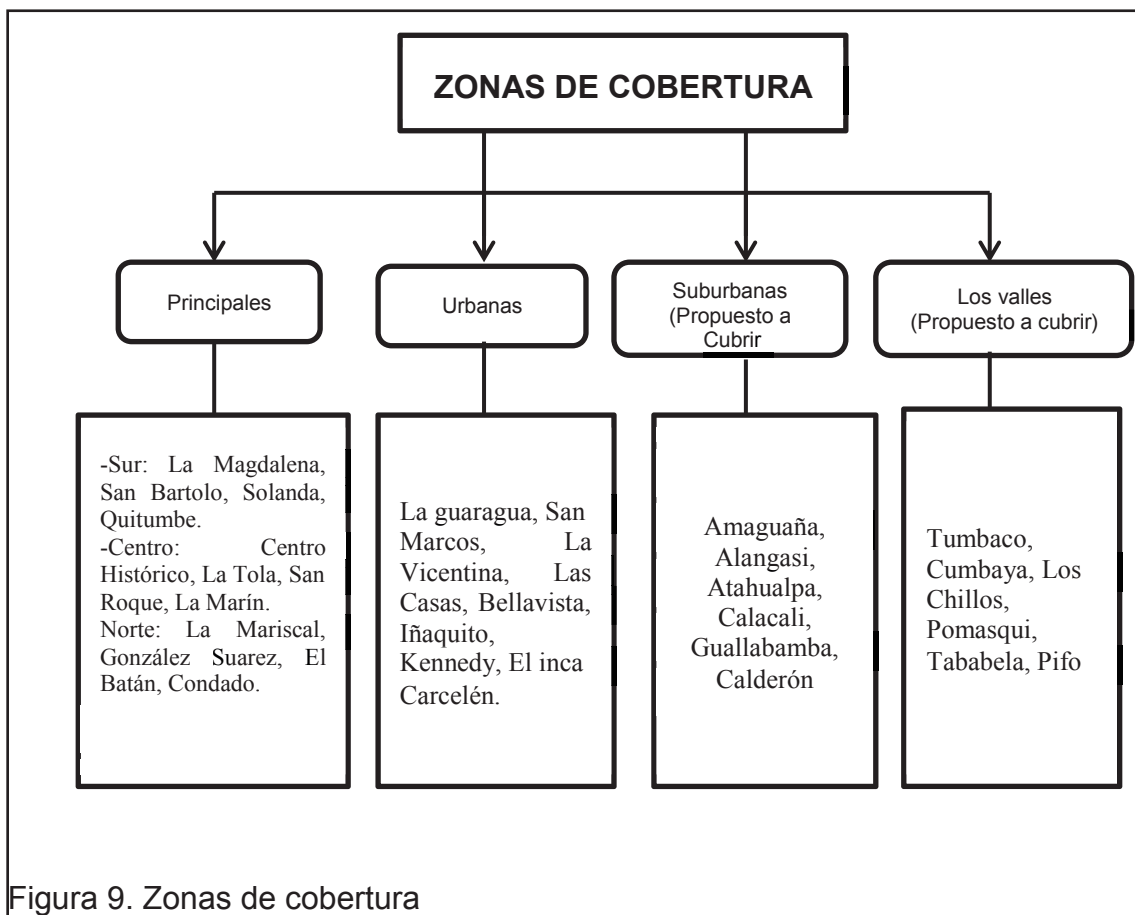 ZONAS DE COBERTURA
Principales
Urbanas
Suburbanas
(Propuesto a
Cubrir
Los valles
(Propuesto a cubrir)
-Sur: La Magdalena,
San Bartolo, Solanda,
Quitumbe.
-Centro: Centro
Histórico, La Tola, San
Roque, La Marín.
Norte: La Mariscal,
González Suarez, El
Batán, Condado.
La guaragua, San
Marcos, La
Vicentina, Las
Casas, Bellavista,
Iñaquito,
Kennedy, El inca
Carcelén.
Amaguaña,
Alangasi,
Atahualpa,
Calacali,
Guallabamba,
Calderón
Tumbaco,
Cumbaya, Los
Chillos,
Pomasqui,
Tababela, Pifo
Figura 9. Zonas de cobertura